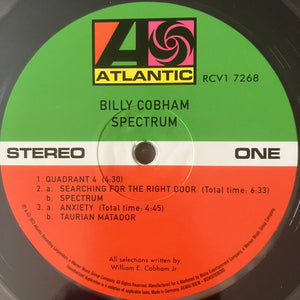 ATLANTIC
RCV1 7268
BILLY COBHAM
SPECTRUM
STEREO
ONE
1. QUADRANT 4 (4:30)
2. a. SEARCHING FOR THE RIGHT DOOR (Total time: 6:33)
b. SPECTRUM
3. a. ANXIETY (Total time: 4:45)
b. TAURIAN MATADOR
All selections written by
William E. Cobham Jr